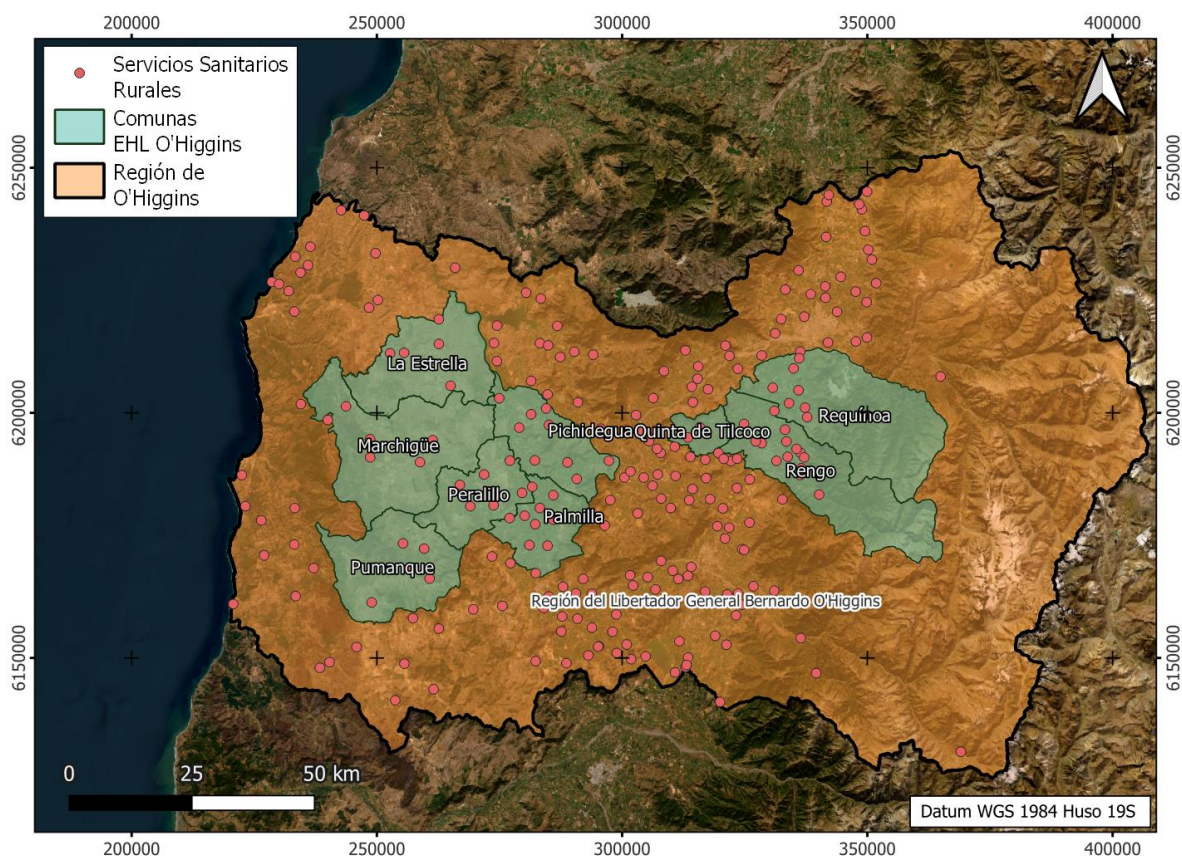 200000 250000 300000 350000 400000
Servicios Sanitarios
Rurales
Comunas
EHL O'Higgins
Región de
O'Higgins
6250000 6250000
La Estrella
6200000 6200000
Requínoa
Pichidegua Quinta de Tilcoco
Marchigüe
Rengo
Peralillo
Palmilla
Pumanque
Región del Libertador General Bernardo O'Higgins
6150000 6150000
0 25 50 km
Datum WGS 1984 Huso 19S
200000 250000 300000 350000 400000